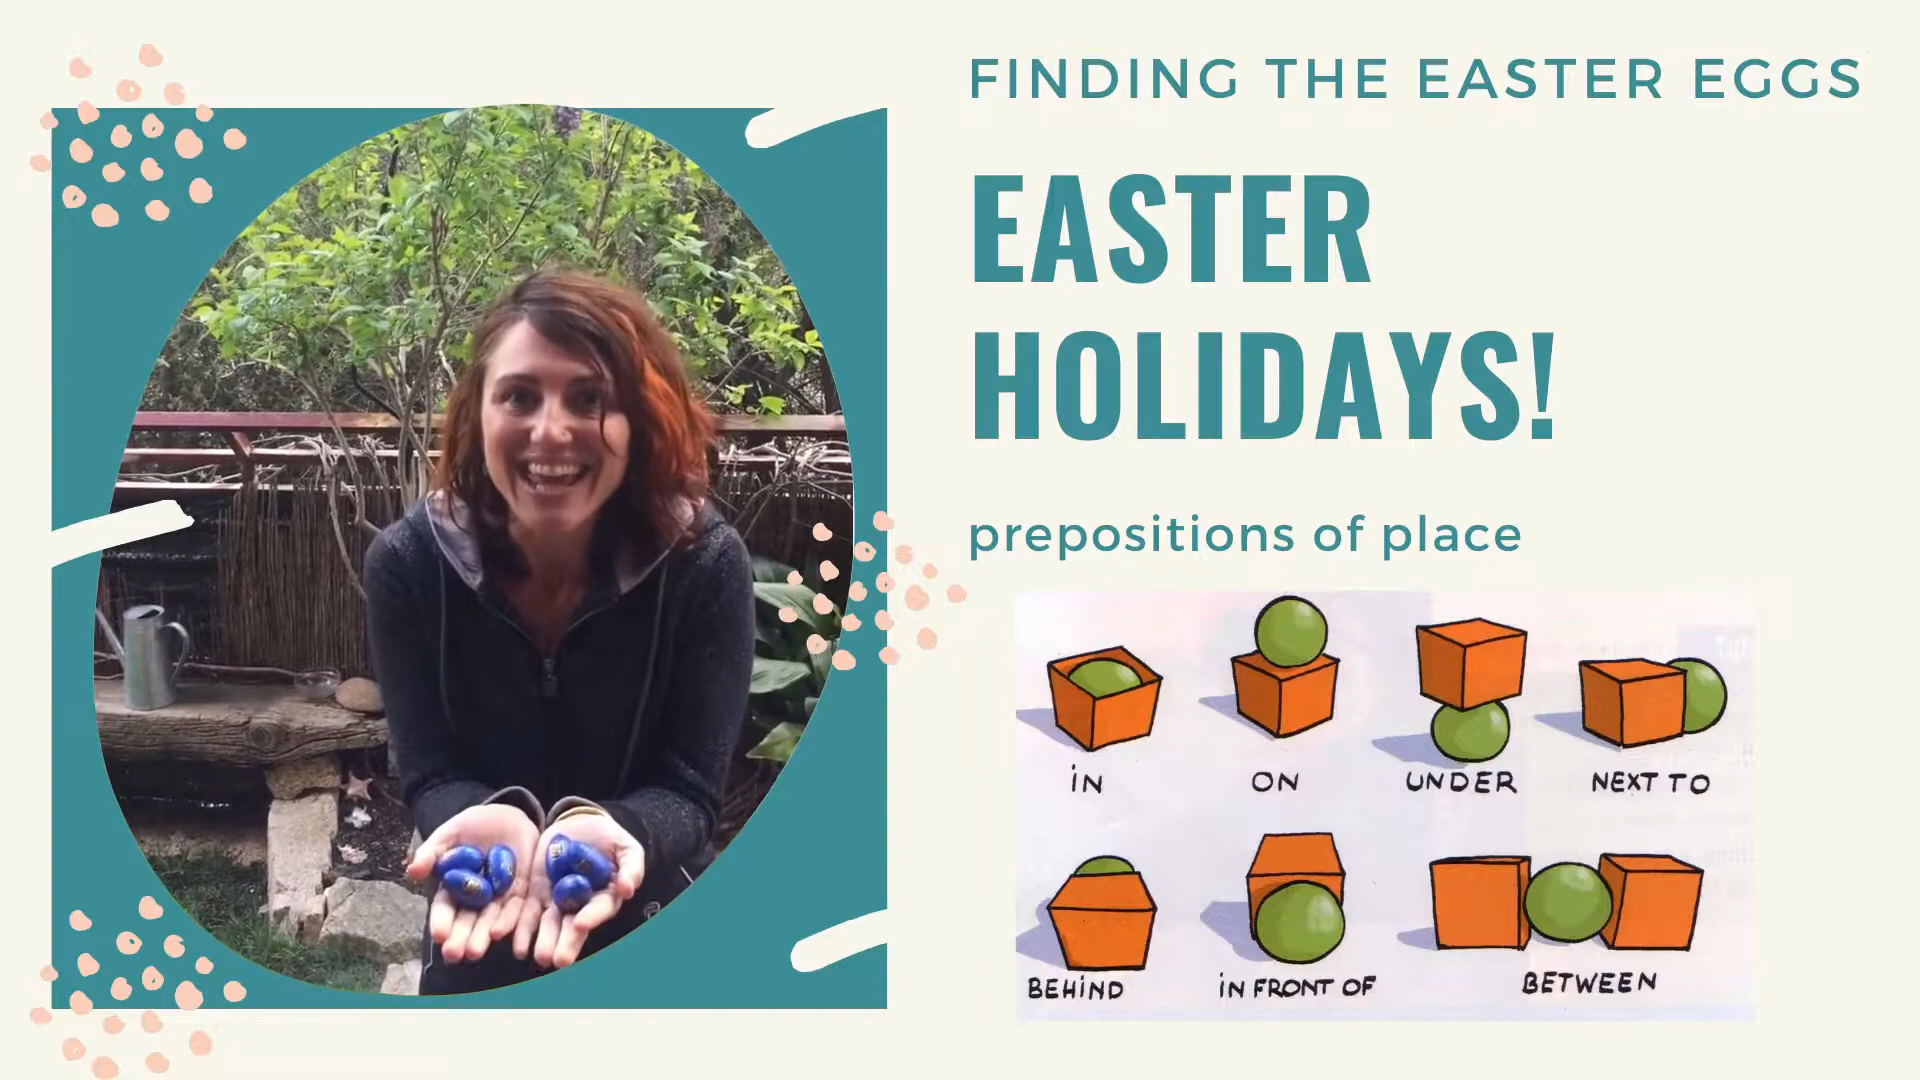 FINDING THE EASTER EGGS
EASTER
HOLIDAYS!
prepositions of place
iN ON UNDER NEXT TO
BEHiND iN FRONT OF BETWEEN